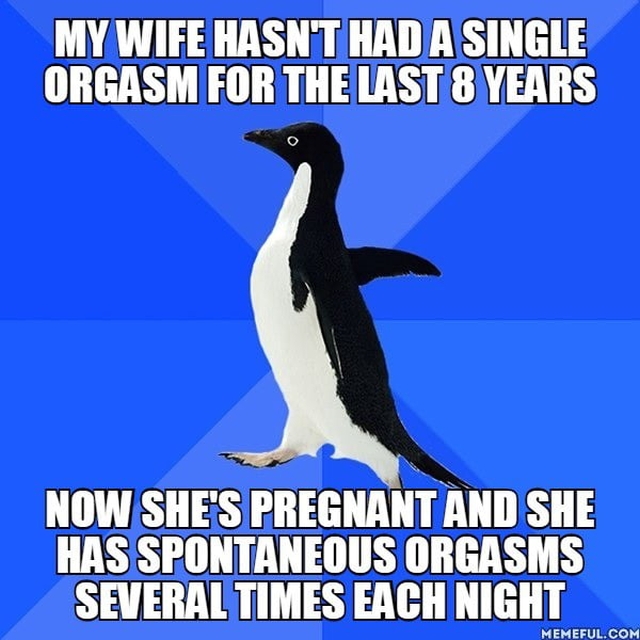 MY WIFE HASN'T HAD A SINGLE
ORGASM FOR THE LAST 8 YEARS
NOW SHE'S PREGNANT AND SHE
HAS SPONTANEOUS ORGASMS
SEVERAL TIMES EACH NIGHT
MEMEFUL.COM